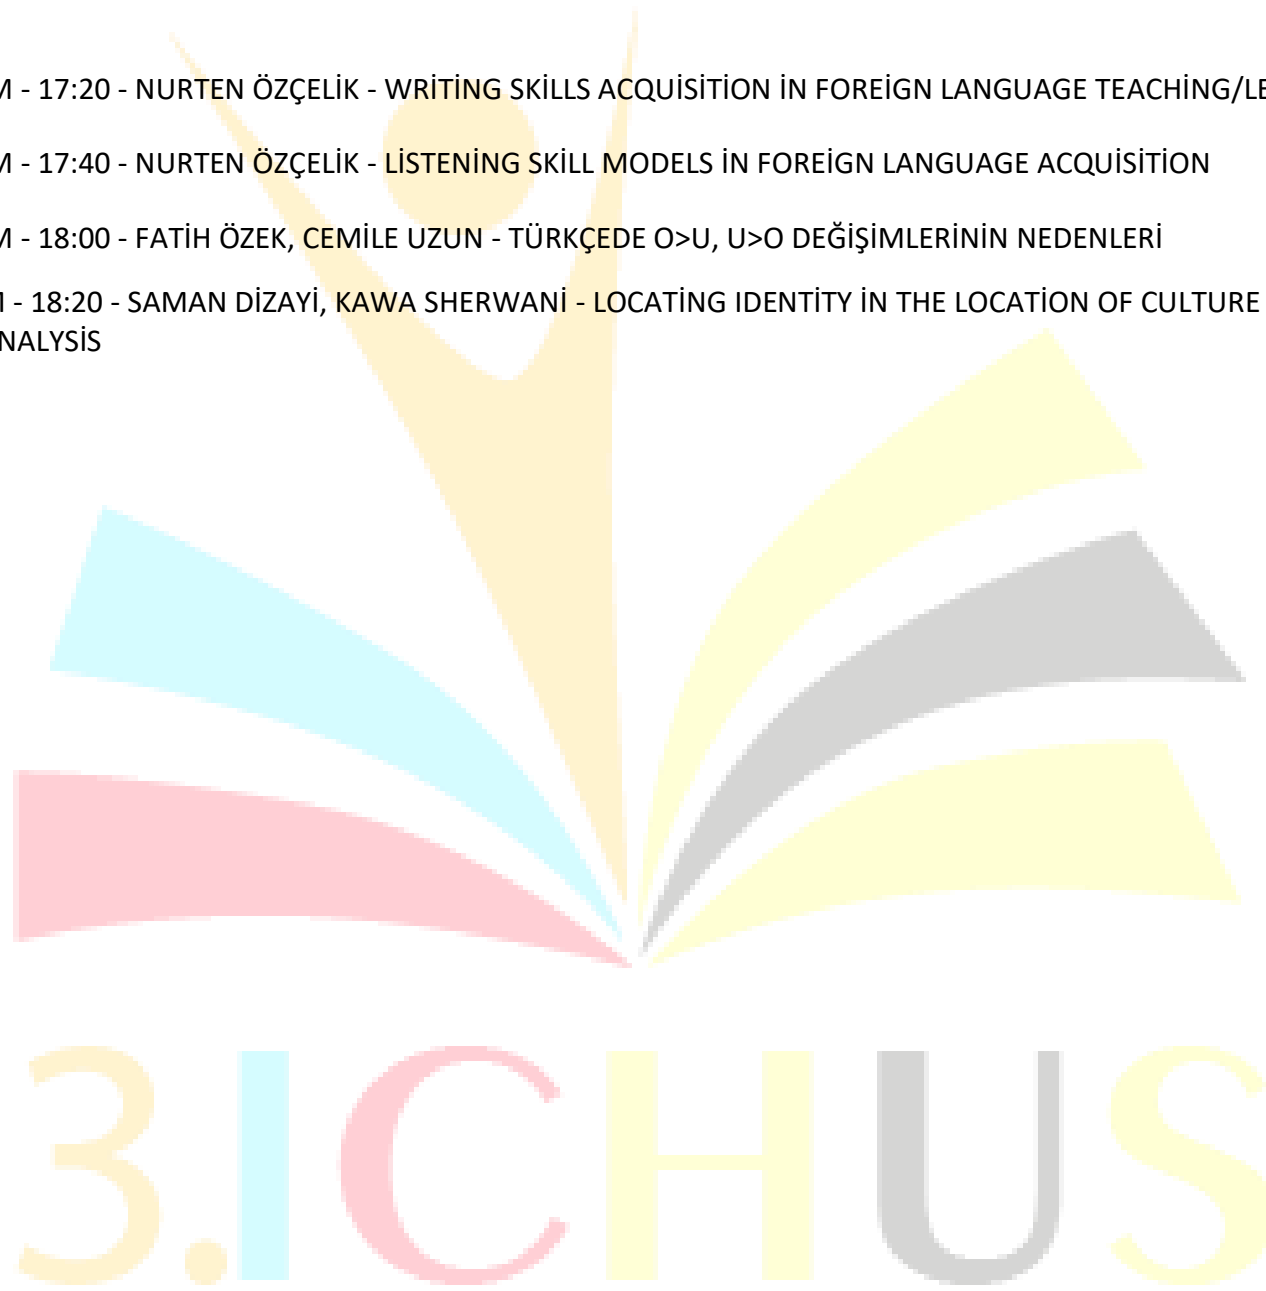 M - 17:20 - NURTEN ÖZÇELİK - WRİTİNG SKİLLS ACQUİSİTİON İN FOREİGN LANGUAGE TEACHİNG/LE
M - 17:40 - NURTEN ÖZÇELİK - LİSTENİNG SKİLL MODELS İN FOREİGN LANGUAGE ACQUİSİTİON
M - 18:00 - FATİH ÖZEK, CEMİLE UZUN - TÜRKÇEDE O>U, U>O DEĞİŞİMLERİNİN NEDENLERİ
M - 18:20 - SAMAN DİZAYİ, KAWA SHERWANİ - LOCATİNG IDENTİTY İN THE LOCATİON OF CULTURE
NALYSİS
3.ICHUS